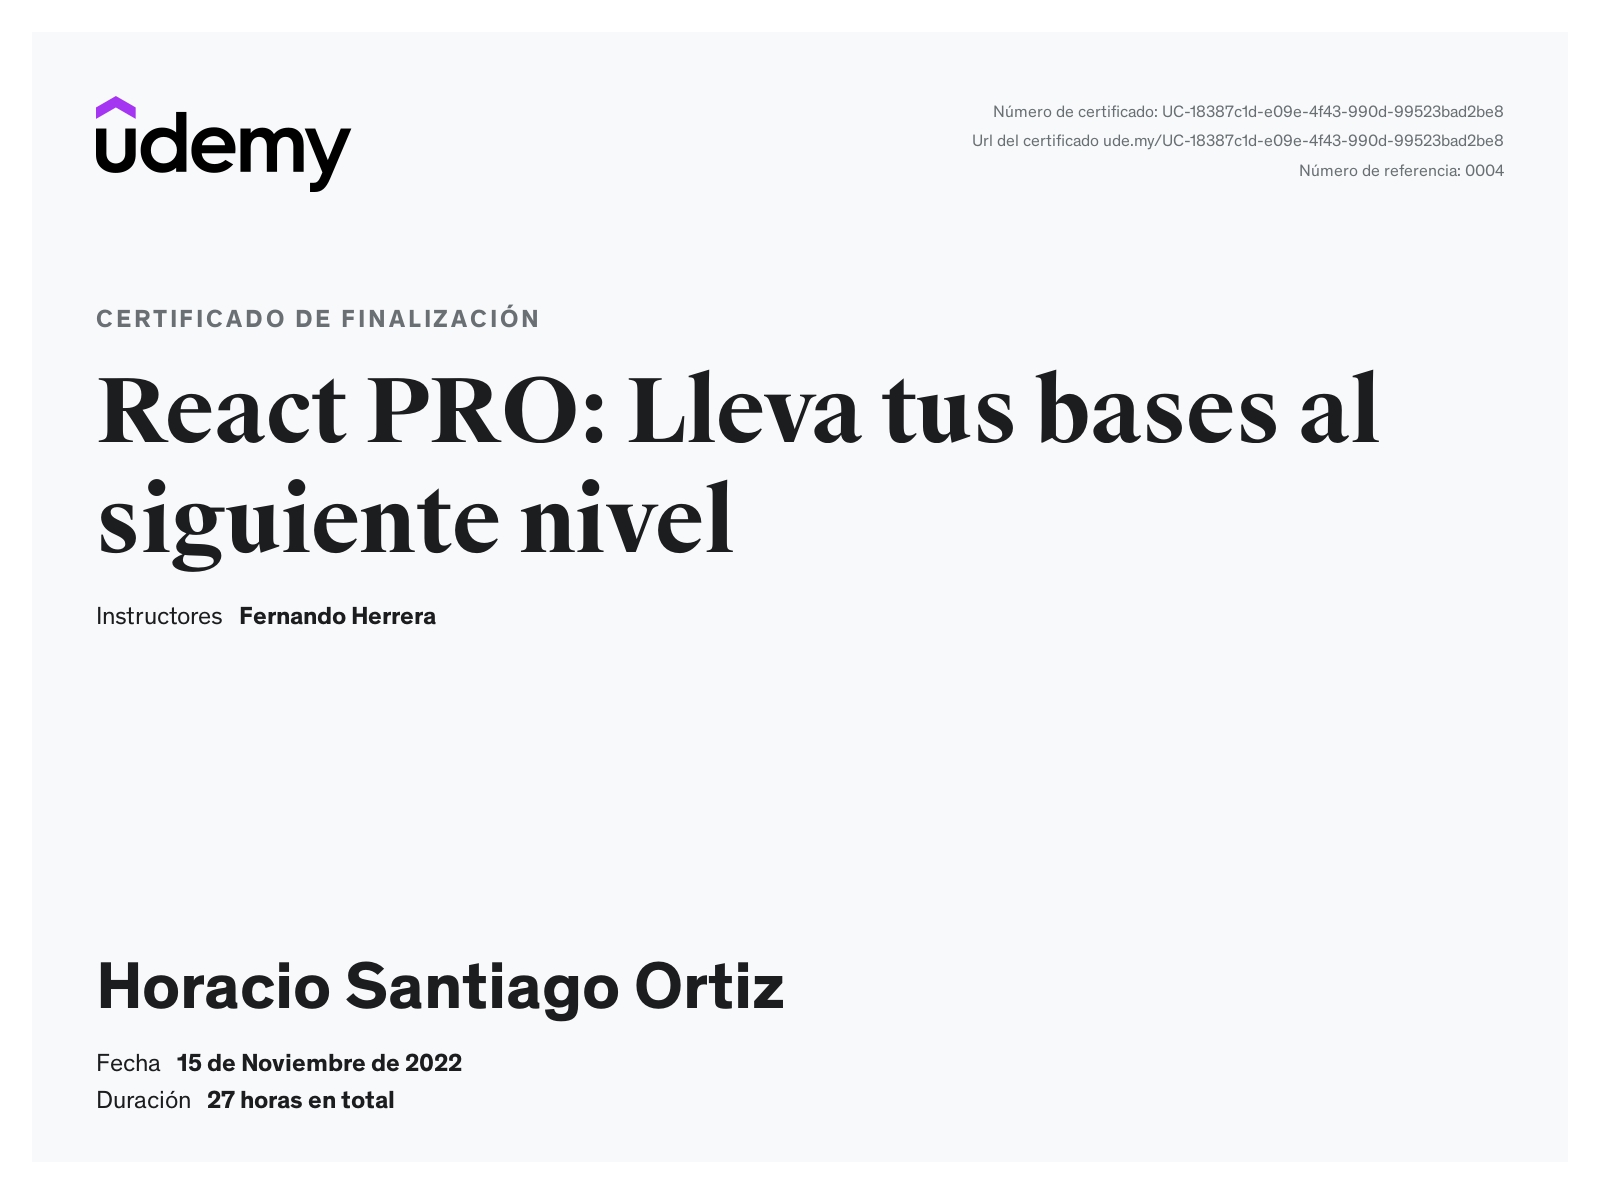 udemy
Número de certificado: UC-18387c1d-e09e-4f43-990d-99523bad2be8
Url del certificado ude.my/UC-18387c1d-e09e-4f43-990d-99523bad2be8
Número de referencia: 0004
CERTIFICADO DE FINALIZACIÓN
React PRO: Lleva tus bases al
siguiente nivel
Instructores Fernando Herrera
Horacio Santiago Ortiz
Fecha 15 de Noviembre de 2022
Duración 27 horas en total